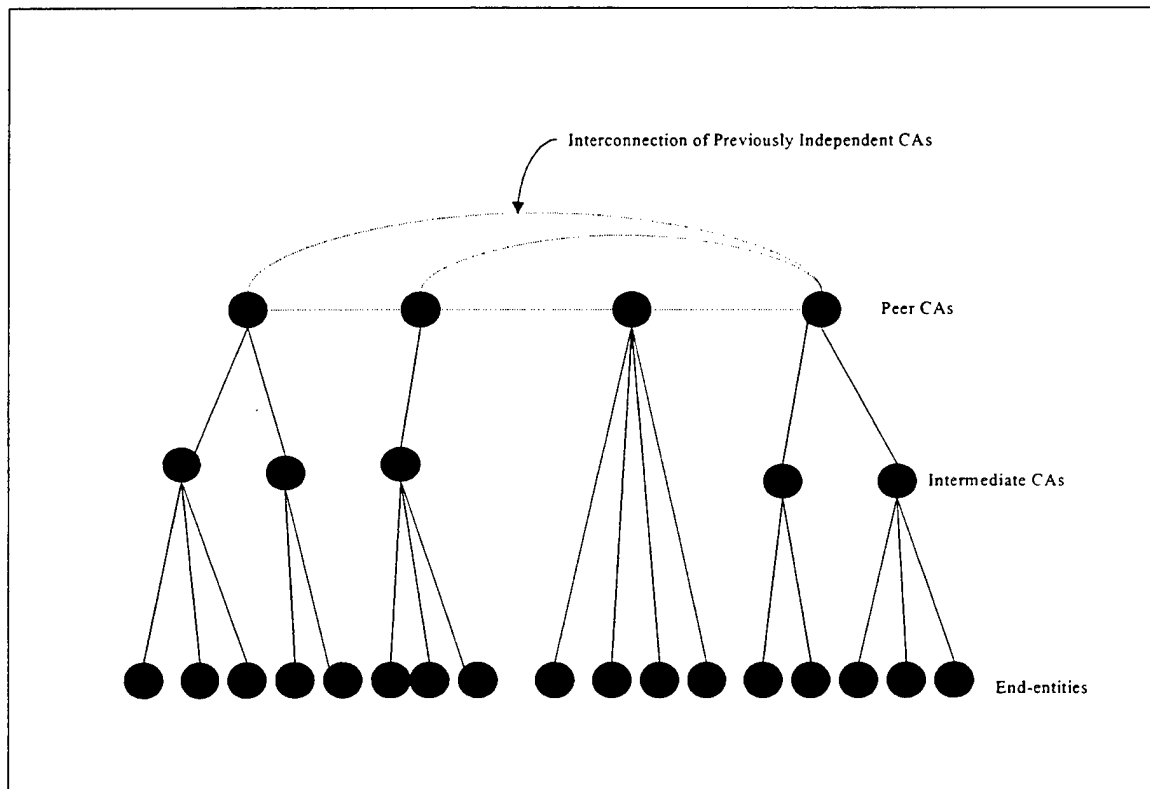 Interconnection of Previously Independent CAs
Peer CAs
Intermediate CAs
End-entities